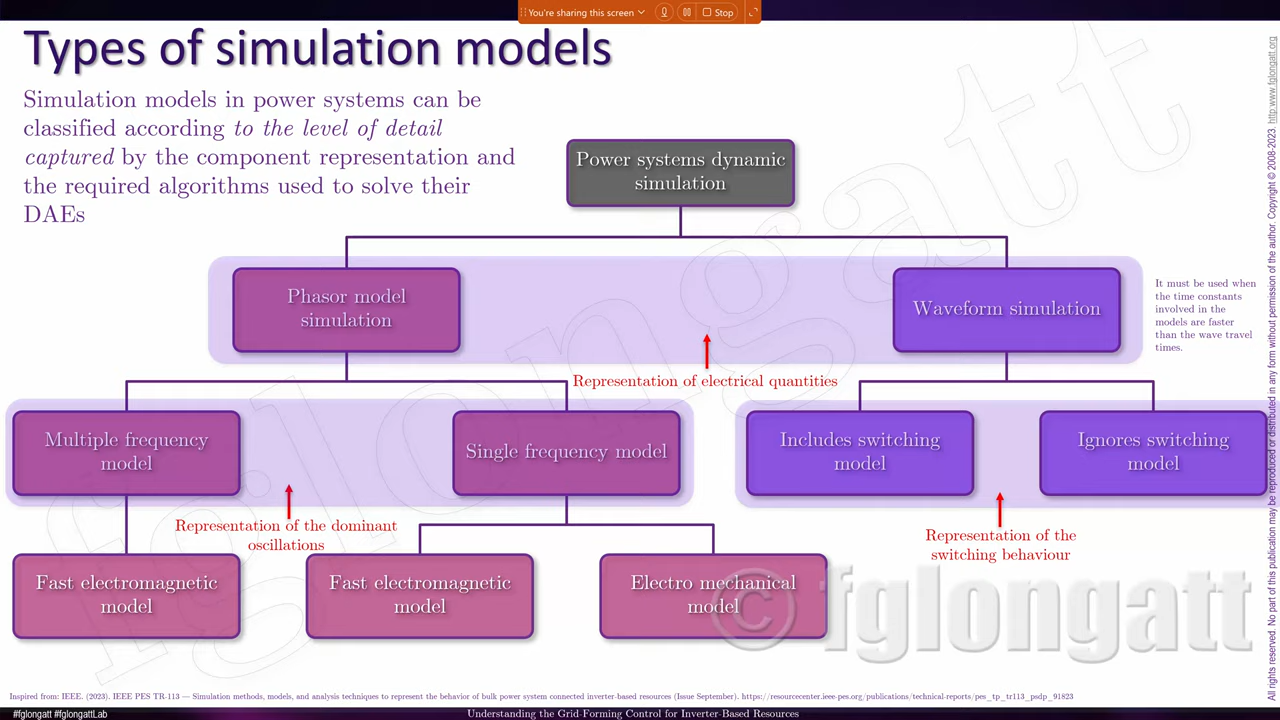 You're sharing this screen
Stop
Types of simulation models
Simulation models in power systems can be
classified according to the level of detail
captured by the component representation and
the required algorithms used to solve their
DAEs
Power systems dynamic
simulation
Phasor model
simulation
Waveform simulation
It must be used when
the time constants
involved in the
models are faster
than the wave travel
times.
Representation of electrical quantities
Multiple frequency
model
Single frequency model
Includes switching
model
Ignores switching
model
Representation of the dominant
oscillations
Representation of the
switching behaviour
Fast electromagnetic
model
Fast electromagnetic
model
Electro mechanical
model
© fglongatt
fglongatt
Inspired from: IEEE. (2023). IEEE PES TR-113 — Simulation methods, models, and analysis techniques to represent the behavior of bulk power system connected inverter-based resources (Issue September). https://resourcecenter.ieee-pes.org/publications/technical-reports/pes_tp_tr113_psdp_91823
#fglongatt #fglongattLab
Understanding the Grid-Forming Control for Inverter-Based Resources
All rights reserved. No part of this publication may be reproduced or distributed in any form without permission of the author. Copyright © 2008-2023. http:www.fglongatt.org